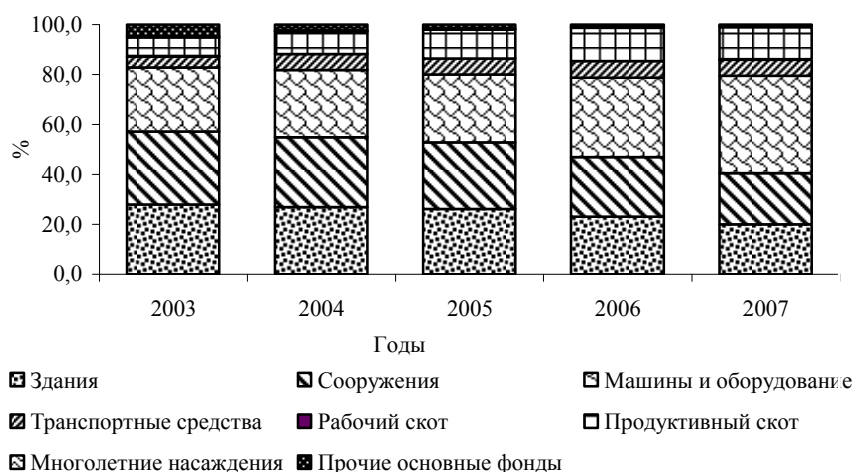 100,0
80,0
60,0
40,0
20,0
0,0
%
2003 2004 2005 2006 2007
Годы
Здания Сооружения Машины и оборудование
Транспортные средства Рабочий скот Продуктивный скот
Многолетние насаждения Прочие основные фонды